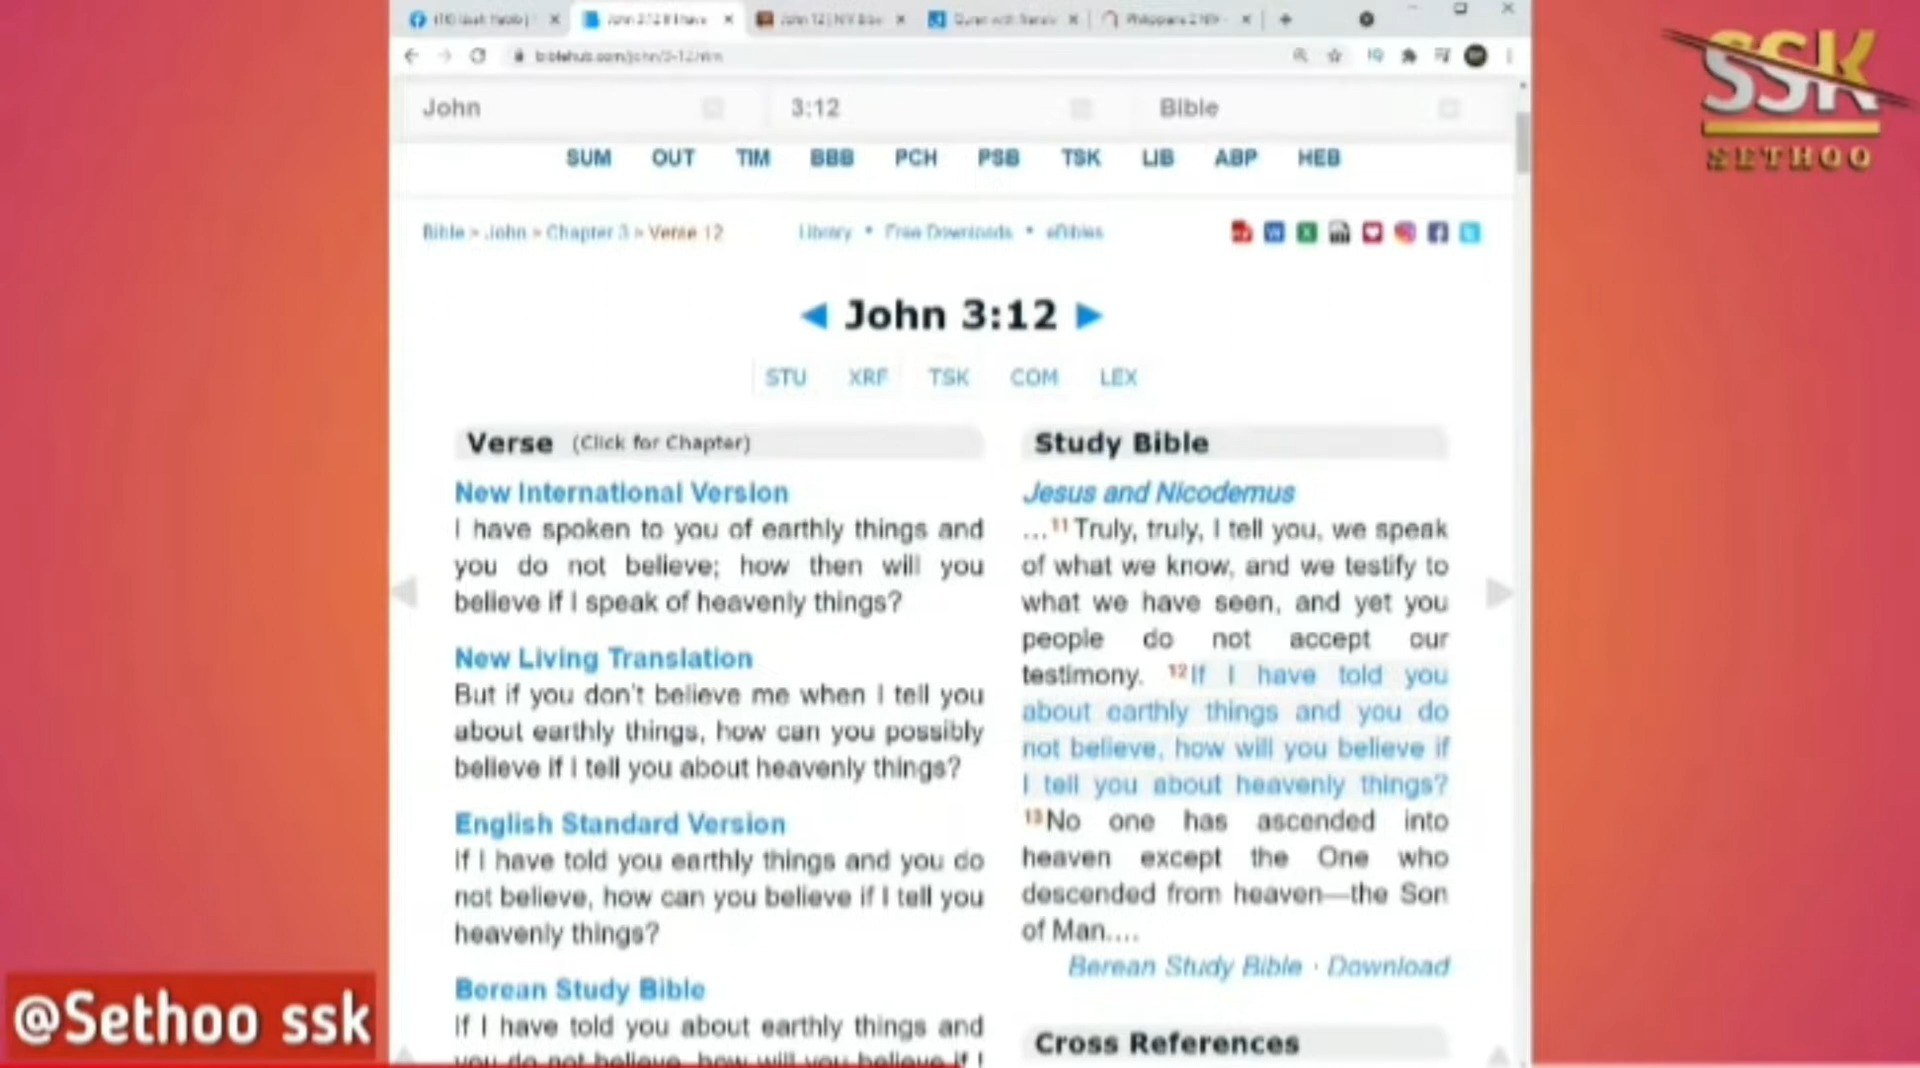 John 3:12 Bible
SUM OUT TIM BBB PCH PSB TSK LIB ABP HEB
Bible > John > Chapter 3 > Verse 12 Library • Free Downloads • eBibles
John 3:12
STU XRF TSK COM LEX
Verse (Click for Chapter)
New International Version
I have spoken to you of earthly things and
you do not believe; how then will you
believe if I speak of heavenly things?
New Living Translation
But if you don't believe me when I tell you
about earthly things, how can you possibly
believe if I tell you about heavenly things?
English Standard Version
If I have told you earthly things and you do
not believe, how can you believe if I tell you
heavenly things?
Berean Study Bible
If I have told you about earthly things and
you do not believe, how will you believe if I
Study Bible
Jesus and Nicodemus
...11 Truly, truly, I tell you, we speak
of what we know, and we testify to
what we have seen, and yet you
people do not accept our
testimony. 12 If I have told you
about earthly things and you do
not believe, how will you believe if
I tell you about heavenly things?
13 No one has ascended into
heaven except the One who
descended from heaven—the Son
of Man....
Berean Study Bible · Download
Cross References
SSK
SETHOO
@Sethoo ssk